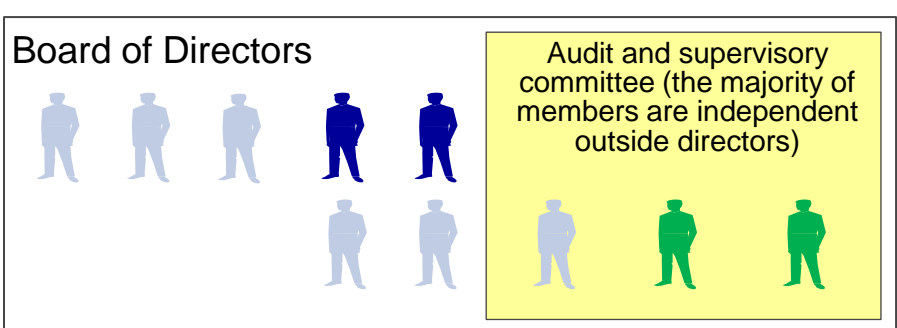 Board of Directors
Audit and supervisory
committee (the majority of
members are independent
outside directors)